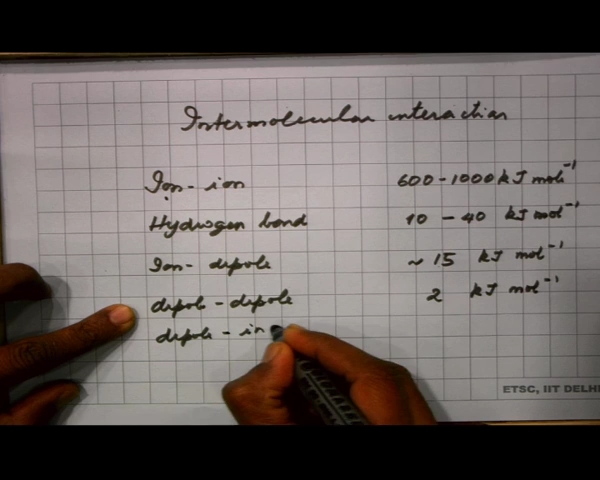 Intermolecular interaction
Ion - ion 600 - 1000 kJ mol⁻¹
Hydrogen bond 10 - 40 kJ mol⁻¹
Ion - dipole ~ 15 kJ mol⁻¹
dipole - dipole 2 kJ mol⁻¹
dipole - in
ETSC, IIT DELHI